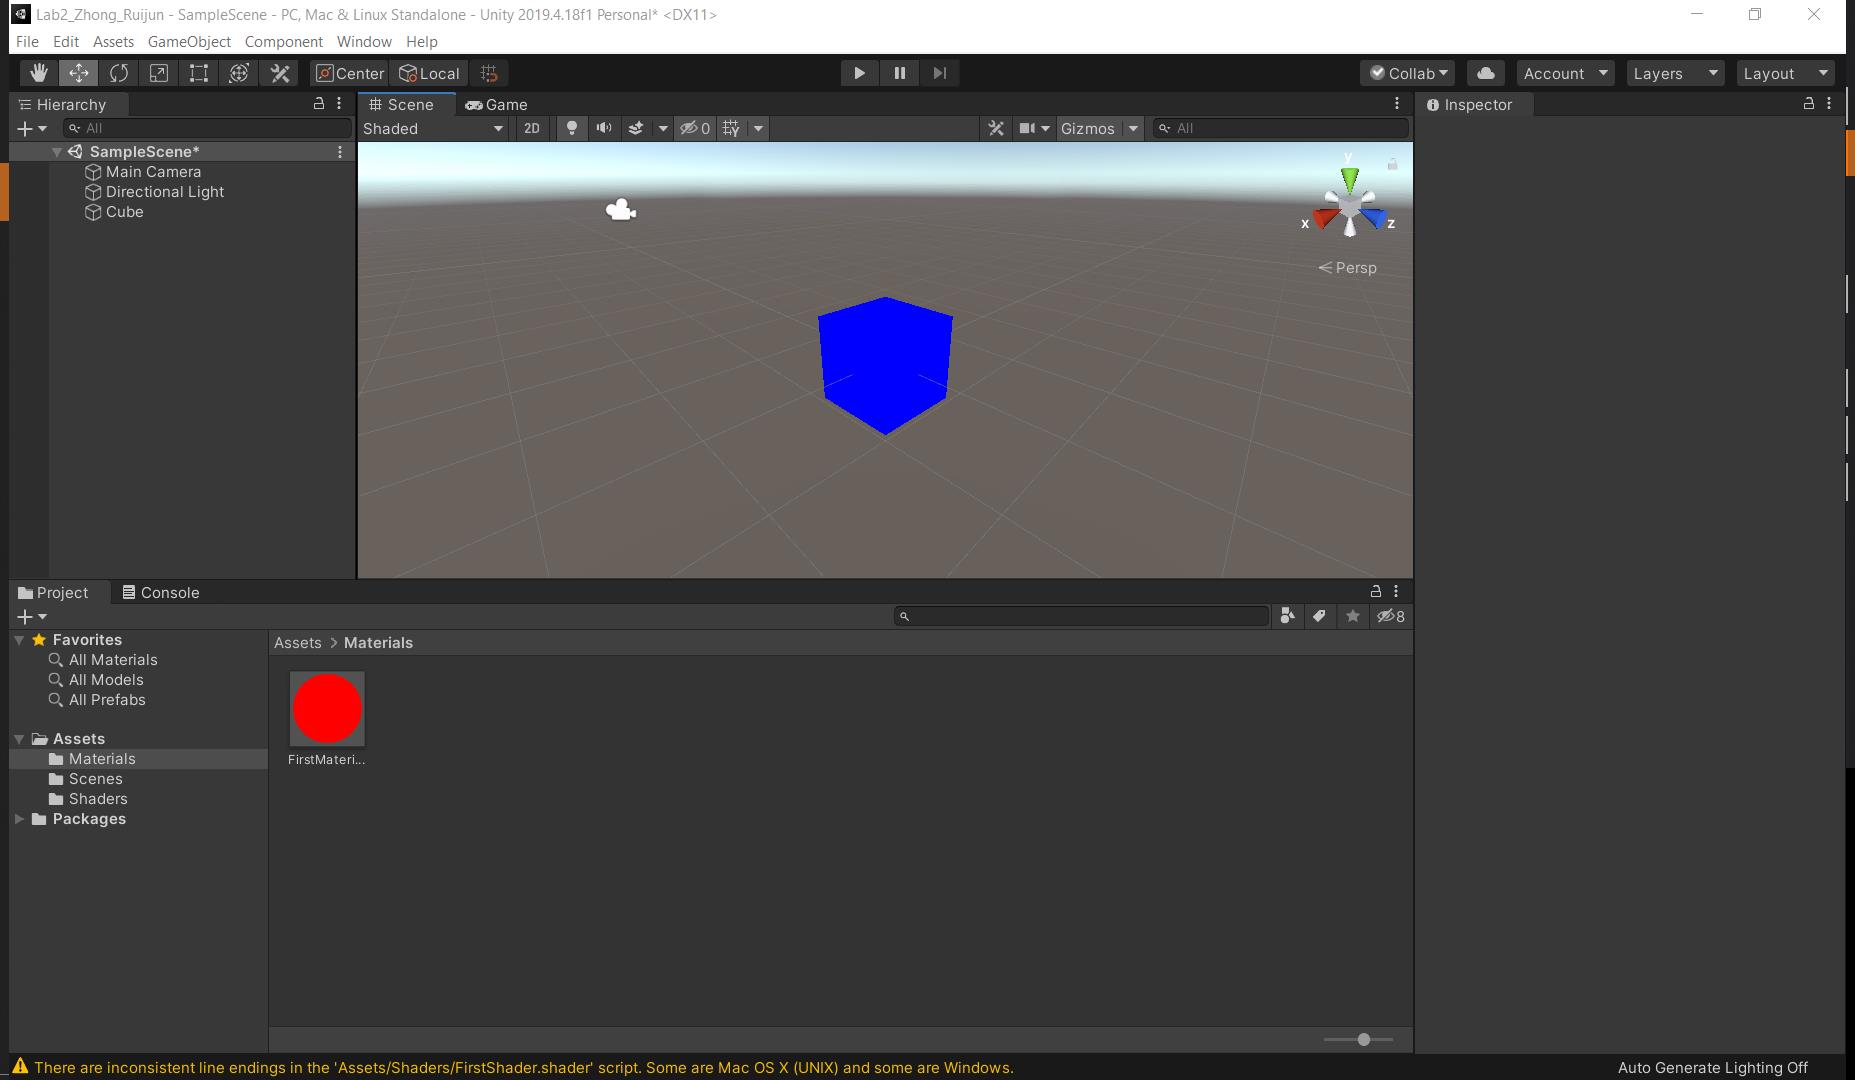 Lab2_Zhong_Ruijun - SampleScene - PC, Mac & Linux Standalone - Unity 2019.4.18f1 Personal* <DX11>
File Edit Assets GameObject Component Window Help
Center Local Collab Account Layers Layout
Hierarchy
All
SampleScene*
Main Camera
Directional Light
Cube
Scene Game
Shaded 2D 0 Gizmos All
y
x z
Persp
Inspector
Project Console
8
Favorites
All Materials
All Models
All Prefabs
Assets
Materials
Scenes
Shaders
Packages
Assets > Materials
FirstMateri...
There are inconsistent line endings in the 'Assets/Shaders/FirstShader.shader' script. Some are Mac OS X (UNIX) and some are Windows.
Auto Generate Lighting Off